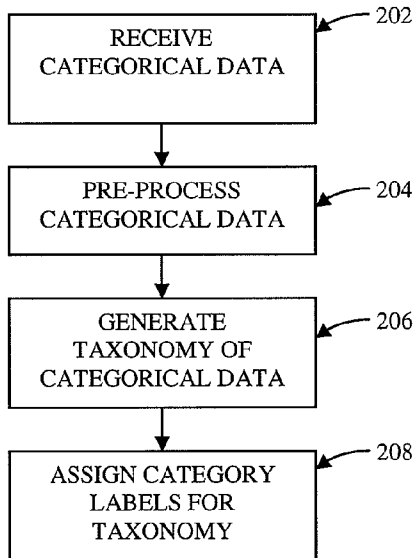 RECEIVE
CATEGORICAL DATA
202
PRE-PROCESS
CATEGORICAL DATA
204
GENERATE
TAXONOMY OF
CATEGORICAL DATA
206
ASSIGN CATEGORY
LABELS FOR
TAXONOMY
208